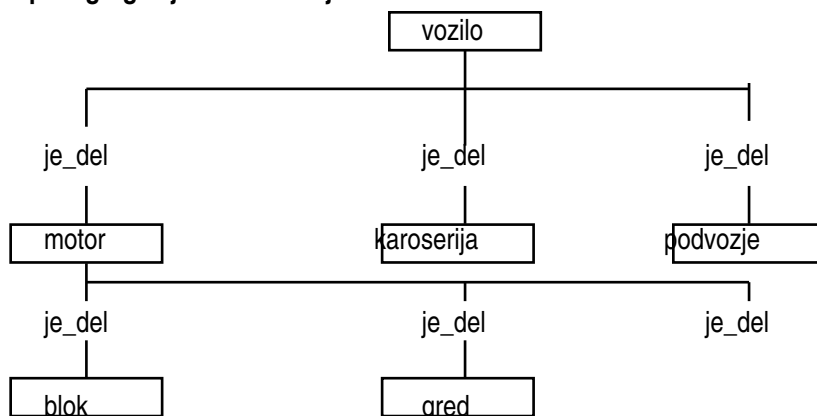 vozilo
je_del je_del je_del
motor karoserija podvozje
je_del je_del je_del
blok gred